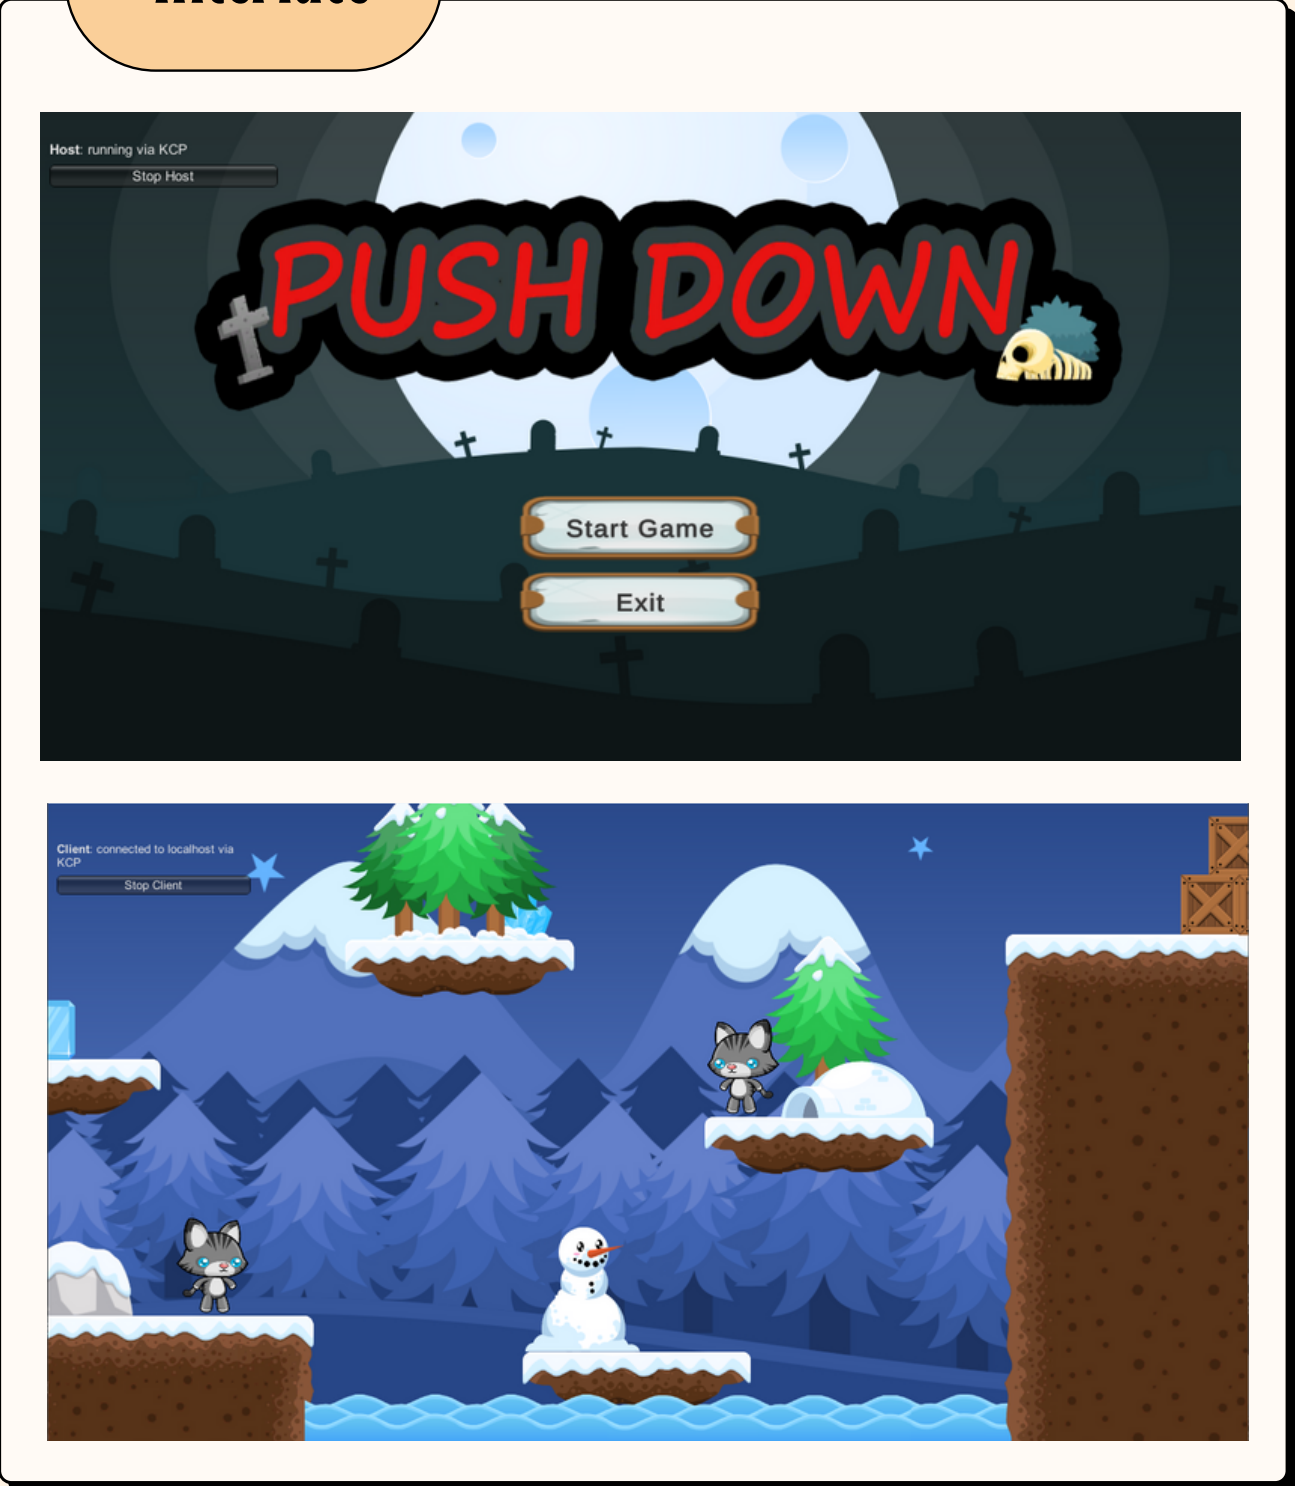 Host: running via KCP
Stop Host
PUSH DOWN
Start Game
Exit
Client: connected to localhost via
KCP
Stop Client